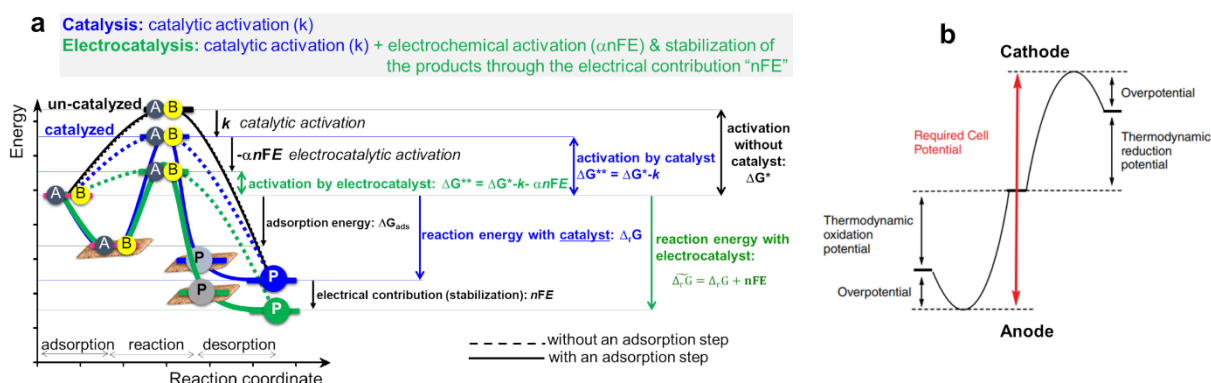 a
Catalysis: catalytic activation (k)
Electrocatalysis: catalytic activation (k) + electrochemical activation (αnFE) & stabilization of
the products through the electrical contribution “nFE”
Energy
un-catalyzed
catalyzed
A B
A B
A B
A B
A B
P
P
P
P
k catalytic activation
-αnFE electrocatalytic activation
activation by electrocatalyst: ΔG** = ΔG*-k- αnFE
activation by catalyst
ΔG** = ΔG*-k
activation
without
catalyst:
ΔG*
adsorption energy: ΔGads
reaction energy with catalyst: ΔrG
reaction energy with
electrocatalyst:
Δ͠rG = ΔrG + nFE
electrical contribution (stabilization): nFE
adsorption reaction desorption
Reaction coordinate
without an adsorption step
with an adsorption step
b
Cathode
Overpotential
Required Cell
Potential
Thermodynamic
reduction
potential
Thermodynamic
oxidation
potential
Overpotential
Anode